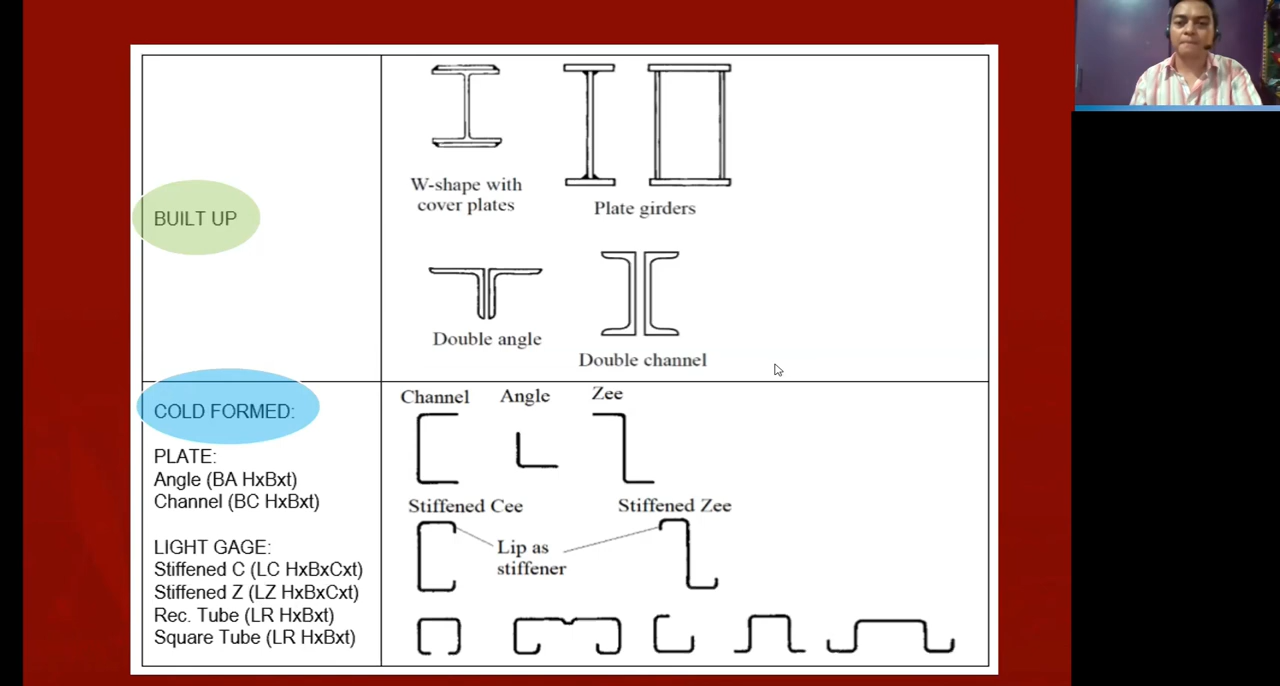 BUILT UP
W-shape with
cover plates
Plate girders
Double angle
Double channel
COLD FORMED:
PLATE:
Angle (BA HxBxt)
Channel (BC HxBxt)
LIGHT GAGE:
Stiffened C (LC HxBxCxt)
Stiffened Z (LZ HxBxCxt)
Rec. Tube (LR HxBxt)
Square Tube (LR HxBxt)
Channel
Angle
Zee
Stiffened Cee
Stiffened Zee
Lip as
stiffener